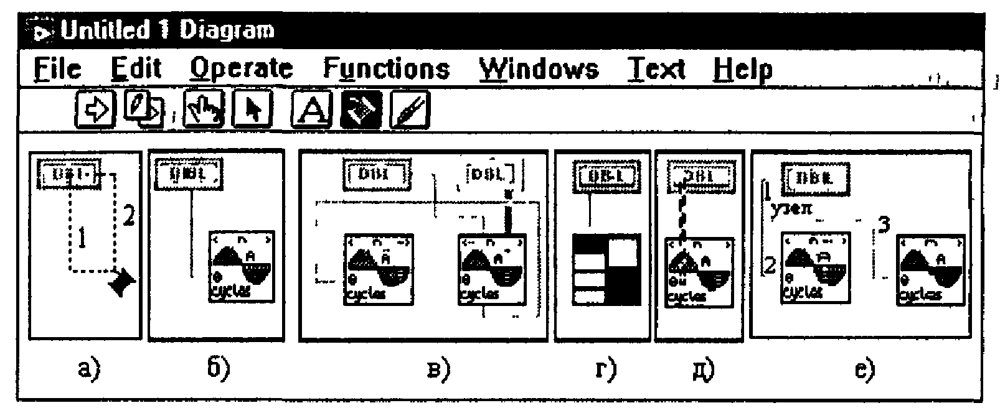 Untitled 1 Diagram
File Edit Operate Functions Windows Text Help
A
DBL DBL DBL DBL DBL DBL DBL
1 2
1
узел
2
3
n A θ cycles
n A θ cycles
n A θ cycles
n A θ cycles
n A θ cycles
n A θ cycles
а) б) в) г) д) е)